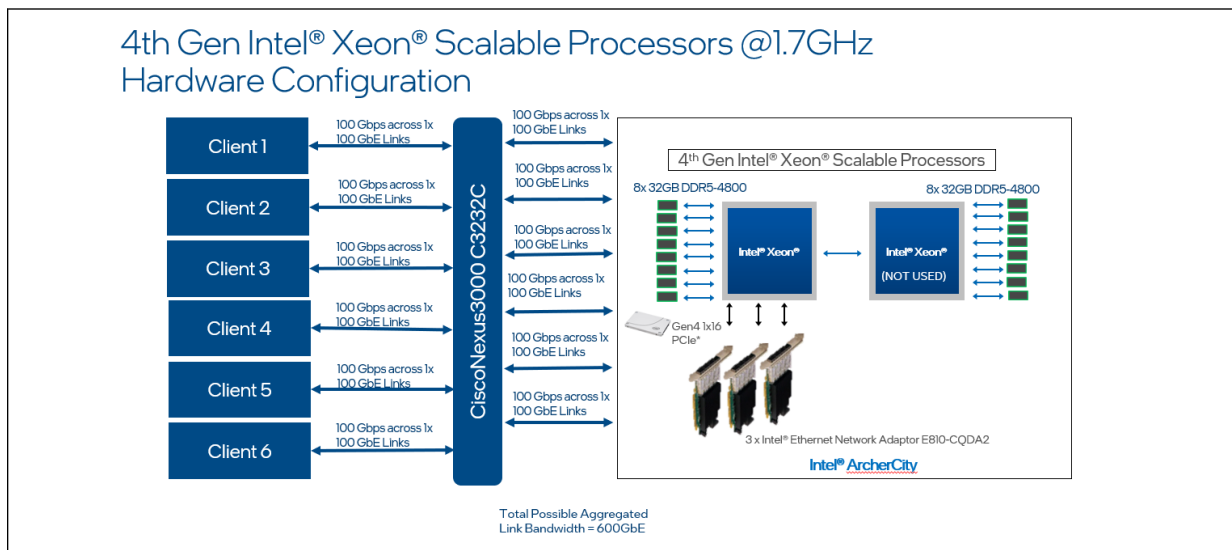 4th Gen Intel® Xeon® Scalable Processors @1.7GHz
Hardware Configuration
Client 1
Client 2
Client 3
Client 4
Client 5
Client 6
100 Gbps across 1x
100 GbE Links
100 Gbps across 1x
100 GbE Links
100 Gbps across 1x
100 GbE Links
100 Gbps across 1x
100 GbE Links
100 Gbps across 1x
100 GbE Links
100 Gbps across 1x
100 GbE Links
CiscoNexus3000 C3232C
100 Gbps across 1x
100 GbE Links
100 Gbps across 1x
100 GbE Links
100 Gbps across 1x
100 GbE Links
100 Gbps across 1x
100 GbE Links
100 Gbps across 1x
100 GbE Links
100 Gbps across 1x
100 GbE Links
4th Gen Intel® Xeon® Scalable Processors
8x 32GB DDR5-4800
8x 32GB DDR5-4800
Intel® Xeon®
Intel® Xeon®
(NOT USED)
Gen4 1x16
PCIe*
3 x Intel® Ethernet Network Adaptor E810-CQDA2
Intel® ArcherCity
Total Possible Aggregated
Link Bandwidth = 600GbE